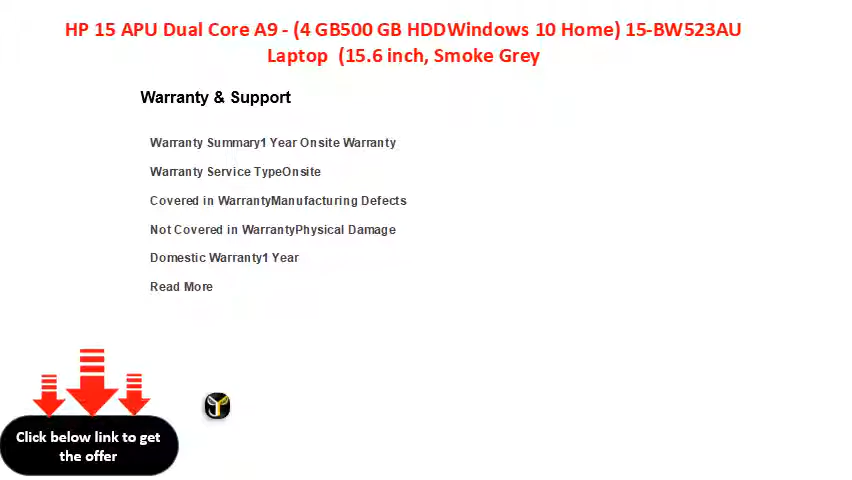 HP 15 APU Dual Core A9 - (4 GB500 GB HDDWindows 10 Home) 15-BW523AU
Laptop  (15.6 inch, Smoke Grey
Warranty & Support
Warranty Summary1 Year Onsite Warranty
Warranty Service TypeOnsite
Covered in WarrantyManufacturing Defects
Not Covered in WarrantyPhysical Damage
Domestic Warranty1 Year
Read More
Click below link to get
the offer